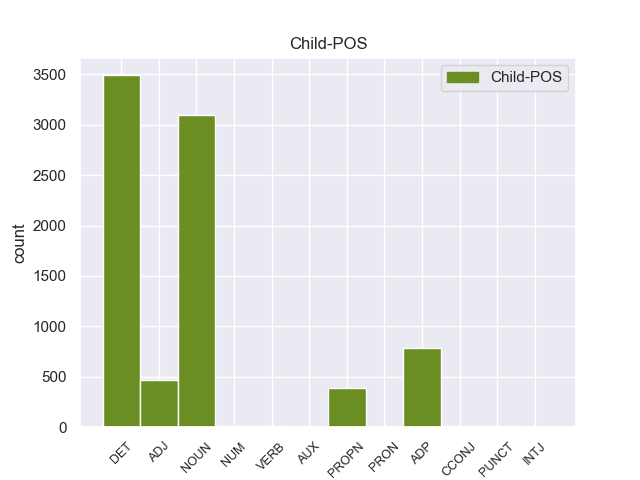 Child-POS
Child-POS
count
3500
3000
2500
2000
1500
1000
500
0
DET ADJ NOUN NUM VERB AUX PROPN PRON ADP CCONJ PUNCT INTJ